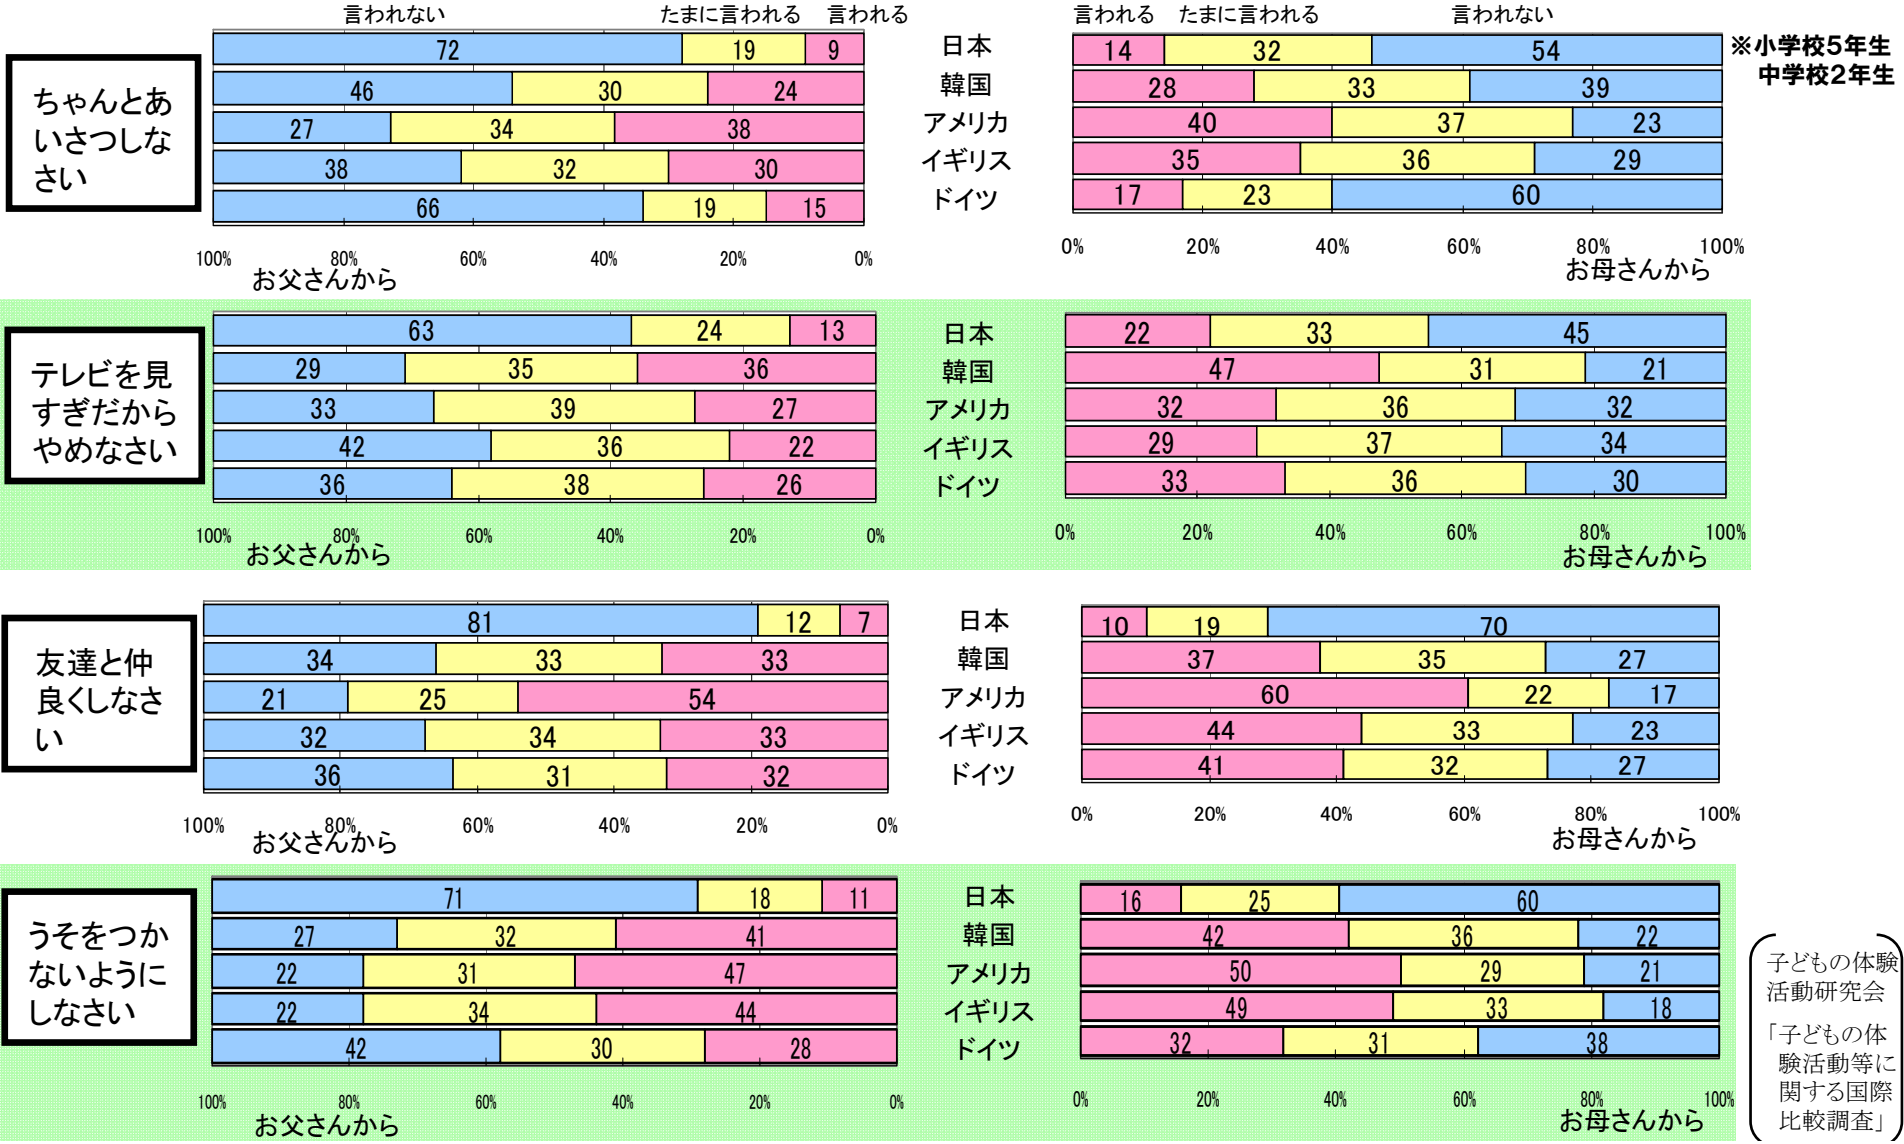 言われない たまに言われる 言われる 言われる たまに言われる 言われない
※小学校5年生
中学校2年生
ちゃんとあ
いさつしな
さい
72 19 9 日本 14 32 54
46 30 24 韓国 28 33 39
27 34 38 アメリカ 40 37 23
38 32 30 イギリス 35 36 29
66 19 15 ドイツ 17 23 60
100% 80% 60% 40% 20% 0% 0% 20% 40% 60% 80% 100%
お父さんから お母さんから
テレビを見
すぎだから
やめなさい
63 24 13 日本 22 33 45
29 35 36 韓国 47 31 21
33 39 27 アメリカ 32 36 32
42 36 22 イギリス 29 37 34
36 38 26 ドイツ 33 36 30
100% 80% 60% 40% 20% 0% 0% 20% 40% 60% 80% 100%
お父さんから お母さんから
友達と仲
良くしなさ
い
81 12 7 日本 10 19 70
34 33 33 韓国 37 35 27
21 25 54 アメリカ 60 22 17
32 34 33 イギリス 44 33 23
36 31 32 ドイツ 41 32 27
100% 80% 60% 40% 20% 0% 0% 20% 40% 60% 80% 100%
お父さんから お母さんから
うそをつか
ないように
しなさい
71 18 11 日本 16 25 60
27 32 41 韓国 42 36 22
22 31 47 アメリカ 50 29 21
22 34 44 イギリス 49 33 18
42 30 28 ドイツ 32 31 38
100% 80% 60% 40% 20% 0% 0% 20% 40% 60% 80% 100%
お父さんから お母さんから
子どもの体験
活動研究会
「子どもの体
験活動等に
関する国際
比較調査」